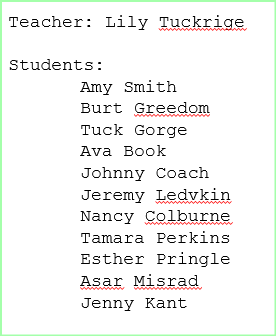 Teacher: Lily Tuckrige
Students:
Amy Smith
Burt Greedom
Tuck Gorge
Ava Book
Johnny Coach
Jeremy Ledvkin
Nancy Colburne
Tamara Perkins
Esther Pringle
Asar Misrad
Jenny Kant